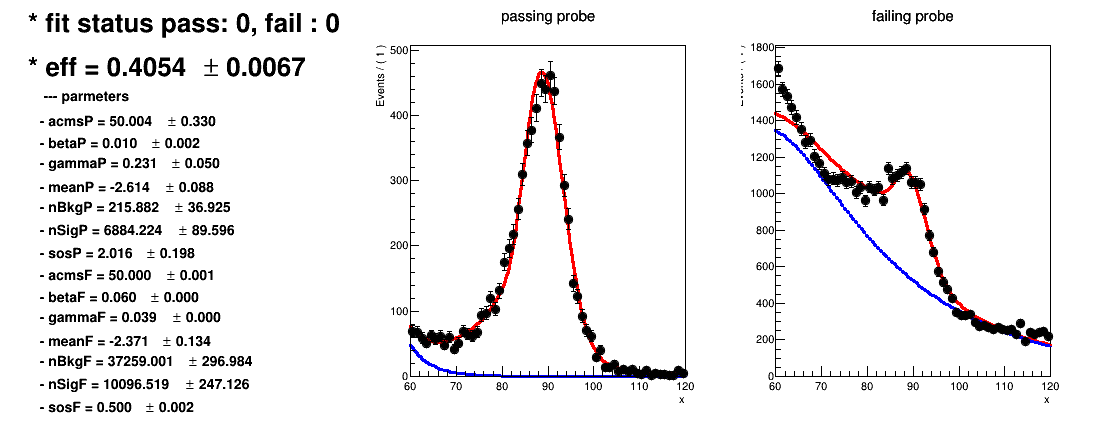 * fit status pass: 0, fail : 0
* eff = 0.4054 ± 0.0067
--- parmeters
- acmsP = 50.004 ± 0.330
- betaP = 0.010 ± 0.002
- gammaP = 0.231 ± 0.050
- meanP = -2.614 ± 0.088
- nBkgP = 215.882 ± 36.925
- nSigP = 6884.224 ± 89.596
- sosP = 2.016 ± 0.198
- acmsF = 50.000 ± 0.001
- betaF = 0.060 ± 0.000
- gammaF = 0.039 ± 0.000
- meanF = -2.371 ± 0.134
- nBkgF = 37259.001 ± 296.984
- nSigF = 10096.519 ± 247.126
- sosF = 0.500 ± 0.002
passing probe
Events / ( 1 )
500
400
300
200
100
0
60 70 80 90 100 110 120
x
failing probe
Events / ( 1 )
1800
1600
1400
1200
1000
800
600
400
200
0
60 70 80 90 100 110 120
x